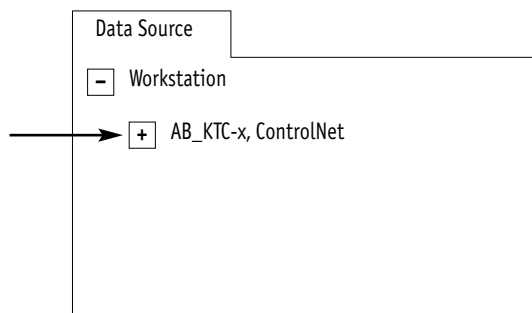 Data Source
- Workstation
+ AB_KTC-x, ControlNet